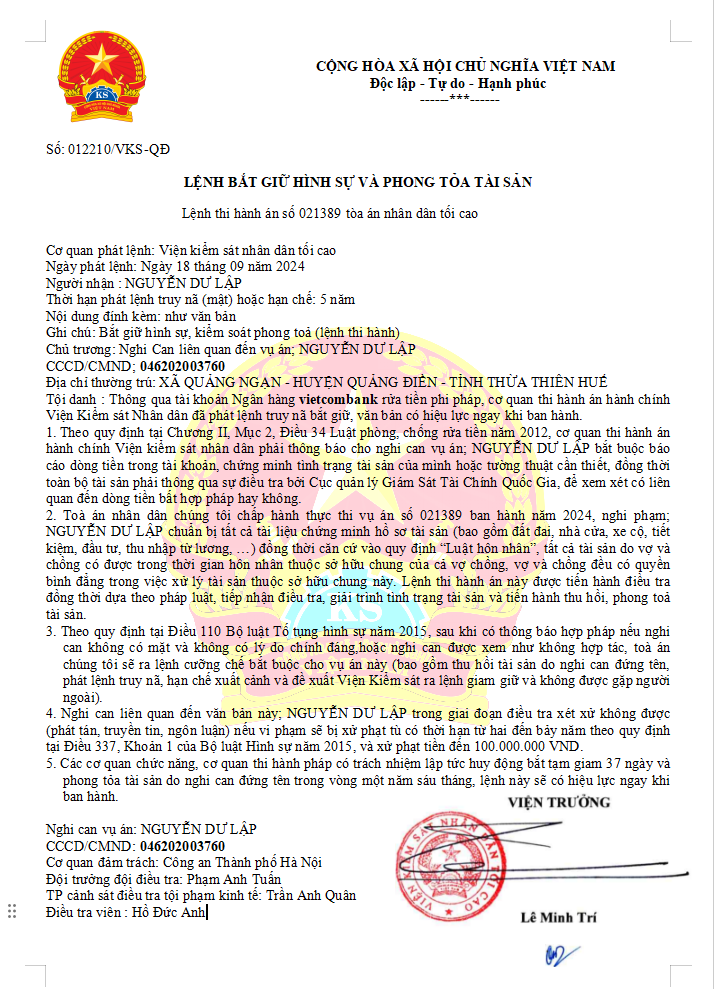 CỘNG HÒA XÃ HỘI CHỦ NGHĨA VIỆT NAM
Độc lập - Tự do - Hạnh phúc
------***------
KS
VIỆT NAM
Số: 012210/VKS-QĐ
LỆNH BẮT GIỮ HÌNH SỰ VÀ PHONG TỎA TÀI SẢN
Lệnh thi hành án số 021389 tòa án nhân dân tối cao
Cơ quan phát lệnh: Viện kiểm sát nhân dân tối cao
Ngày phát lệnh: Ngày 18 tháng 09 năm 2024
Người nhận : NGUYỄN DƯ LẬP
Thời hạn phát lệnh truy nã (mật) hoặc hạn chế: 5 năm
Nội dung đính kèm: như văn bản
Ghi chú: Bắt giữ hình sự, kiểm soát phong toả (lệnh thi hành)
Chủ trương: Nghi Can liên quan đến vụ án; NGUYỄN DƯ LẬP
CCCD/CMND; 046202003760
Địa chỉ thường trú: XÃ QUẢNG NGẠN - HUYỆN QUẢNG ĐIỀN - TỈNH THỪA THIÊN HUẾ
Tội danh : Thông qua tài khoản Ngân hàng vietcombank rửa tiền phi pháp, cơ quan thi hành án hành chính
Viện Kiểm sát Nhân dân đã phát lệnh truy nã bắt giữ, văn bản có hiệu lực ngay khi ban hành.
1. Theo quy định tại Chương II, Mục 2, Điều 34 Luật phòng, chống rửa tiền năm 2012, cơ quan thi hành án
hành chính Viện kiểm sát nhân dân phải thông báo cho nghi can vụ án; NGUYỄN DƯ LẬP bắt buộc báo
cáo dòng tiền trong tài khoản, chứng minh tình trạng tài sản của mình hoặc tường thuật cần thiết, đồng thời
toàn bộ tài sản phải thông qua sự điều tra bởi Cục quản lý Giám Sát Tài Chính Quốc Gia, để xem xét có liên
quan đến dòng tiền bất hợp pháp hay không.
2. Toà án nhân dân chúng tôi chấp hành thực thi vụ án số 021389 ban hành năm 2024, nghi phạm;
NGUYỄN DƯ LẬP chuẩn bị tất cả tài liệu chứng minh hồ sơ tài sản (bao gồm đất đai, nhà cửa, xe cộ, tiết
kiệm, đầu tư, thu nhập từ lương, …) đồng thời căn cứ vào quy định “Luật hôn nhân”, tất cả tài sản do vợ và
chồng có được trong thời gian hôn nhân thuộc sở hữu chung của cả vợ chồng, vợ và chồng đều có quyền
bình đẳng trong việc xử lý tài sản thuộc sở hữu chung này. Lệnh thi hành án này được tiến hành điều tra
đồng thời dựa theo pháp luật, tiếp nhận điều tra, giải trình tình trạng tài sản và tiến hành thu hồi, phong toả
tài sản.
3. Theo quy định tại Điều 110 Bộ luật Tố tụng hình sự năm 2015, sau khi có thông báo hợp pháp nếu nghi
can không có mặt và không có lý do chính đáng,hoặc nghi can được xem như không hợp tác, toà án
chúng tôi sẽ ra lệnh cưỡng chế bắt buộc cho vụ án này (bao gồm thu hồi tài sản do nghi can đứng tên,
phát lệnh truy nã, hạn chế xuất cảnh và đề xuất Viện Kiểm sát ra lệnh giam giữ và không được gặp người
ngoài).
4. Nghi can liên quan đến văn bản này; NGUYỄN DƯ LẬP trong giai đoạn điều tra xét xử không được
(phát tán, truyền tin, ngôn luận) nếu vi phạm sẽ bị xử phạt tù có thời hạn từ hai đến bảy năm theo quy định
tại Điều 337, Khoản 1 của Bộ luật Hình sự năm 2015, và xử phạt tiền đến 100.000.000 VND.
5. Các cơ quan chức năng, cơ quan thi hành pháp có trách nhiệm lập tức huy động bắt tạm giam 37 ngày và
phong tỏa tài sản do nghi can đứng tên trong vòng một năm sáu tháng, lệnh này sẽ có hiệu lực ngay khi
ban hành.
VIỆN TRƯỞNG
Nghi can vụ án: NGUYỄN DƯ LẬP
CCCD/CMND: 046202003760
Cơ quan đảm trách: Công an Thành phố Hà Nội
Đội trưởng đội điều tra: Phạm Anh Tuấn
TP cảnh sát điều tra tội phạm kinh tế: Trần Anh Quân
Điều tra viên : Hồ Đức Anh
VIỆN KIỂM SÁT NHÂN DÂN TỐI CAO
Lê Minh Trí
KS